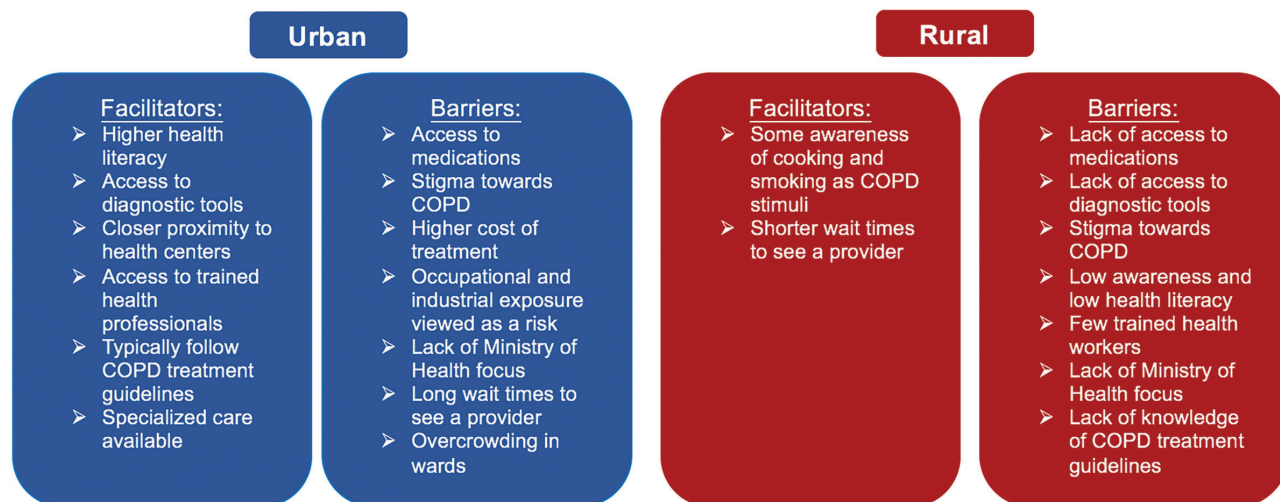 Urban
Facilitators:
➢ Higher health
literacy
➢ Access to
diagnostic tools
➢ Closer proximity to
health centers
➢ Access to trained
health
professionals
➢ Typically follow
COPD treatment
guidelines
➢ Specialized care
available
Barriers:
➢ Access to
medications
➢ Stigma towards
COPD
➢ Higher cost of
treatment
➢ Occupational and
industrial exposure
viewed as a risk
➢ Lack of Ministry of
Health focus
➢ Long wait times to
see a provider
➢ Overcrowding in
wards
Rural
Facilitators:
➢ Some awareness
of cooking and
smoking as COPD
stimuli
➢ Shorter wait times
to see a provider
Barriers:
➢ Lack of access to
medications
➢ Lack of access to
diagnostic tools
➢ Stigma towards
COPD
➢ Low awareness and
low health literacy
➢ Few trained health
workers
➢ Lack of Ministry of
Health focus
➢ Lack of knowledge
of COPD treatment
guidelines